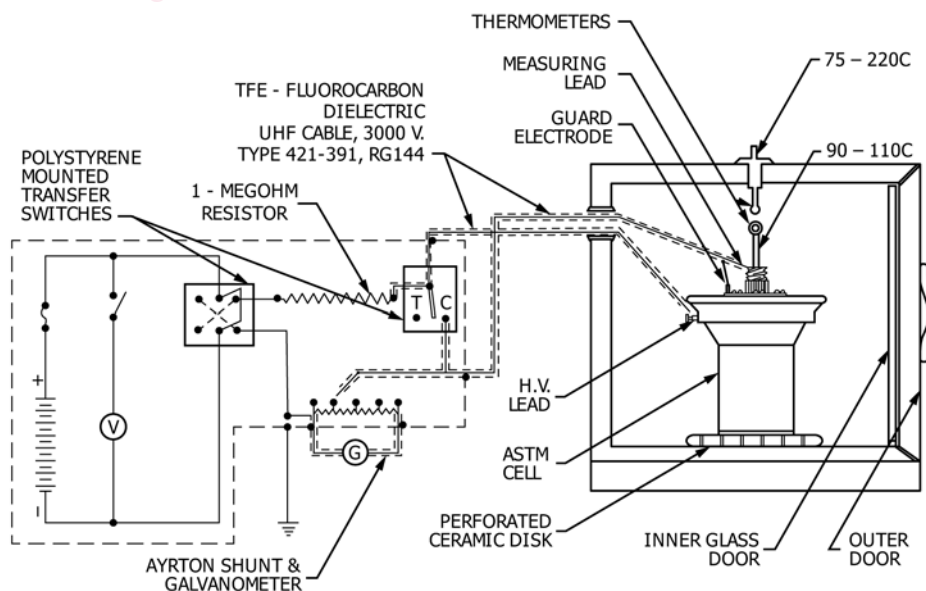 THERMOMETERS
MEASURING
LEAD
GUARD
ELECTRODE
75 – 220C
90 – 110C
TFE - FLUOROCARBON
DIELECTRIC
UHF CABLE, 3000 V.
TYPE 421-391, RG144
POLYSTYRENE
MOUNTED
TRANSFER
SWITCHES
1 - MEGOHM
RESISTOR
T C
+
V
–
G
H.V.
LEAD
ASTM
CELL
PERFORATED
CERAMIC DISK
INNER GLASS
DOOR
OUTER
DOOR
AYRTON SHUNT &
GALVANOMETER